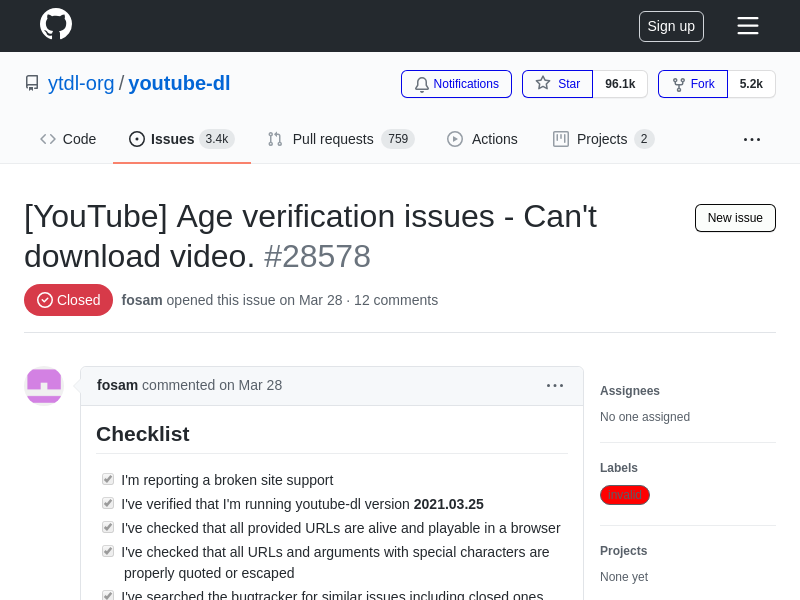 Sign up
ytdl-org / youtube-dl
Notifications
Star 96.1k
Fork 5.2k
Code
Issues 3.4k
Pull requests 759
Actions
Projects 2
[YouTube] Age verification issues - Can't
download video. #28578
New issue
Closed
fosam opened this issue on Mar 28 · 12 comments
fosam commented on Mar 28
Checklist
I'm reporting a broken site support
I've verified that I'm running youtube-dl version 2021.03.25
I've checked that all provided URLs are alive and playable in a browser
I've checked that all URLs and arguments with special characters are
properly quoted or escaped
I've searched the bugtracker for similar issues including closed ones
Assignees
No one assigned
Labels
invalid
Projects
None yet